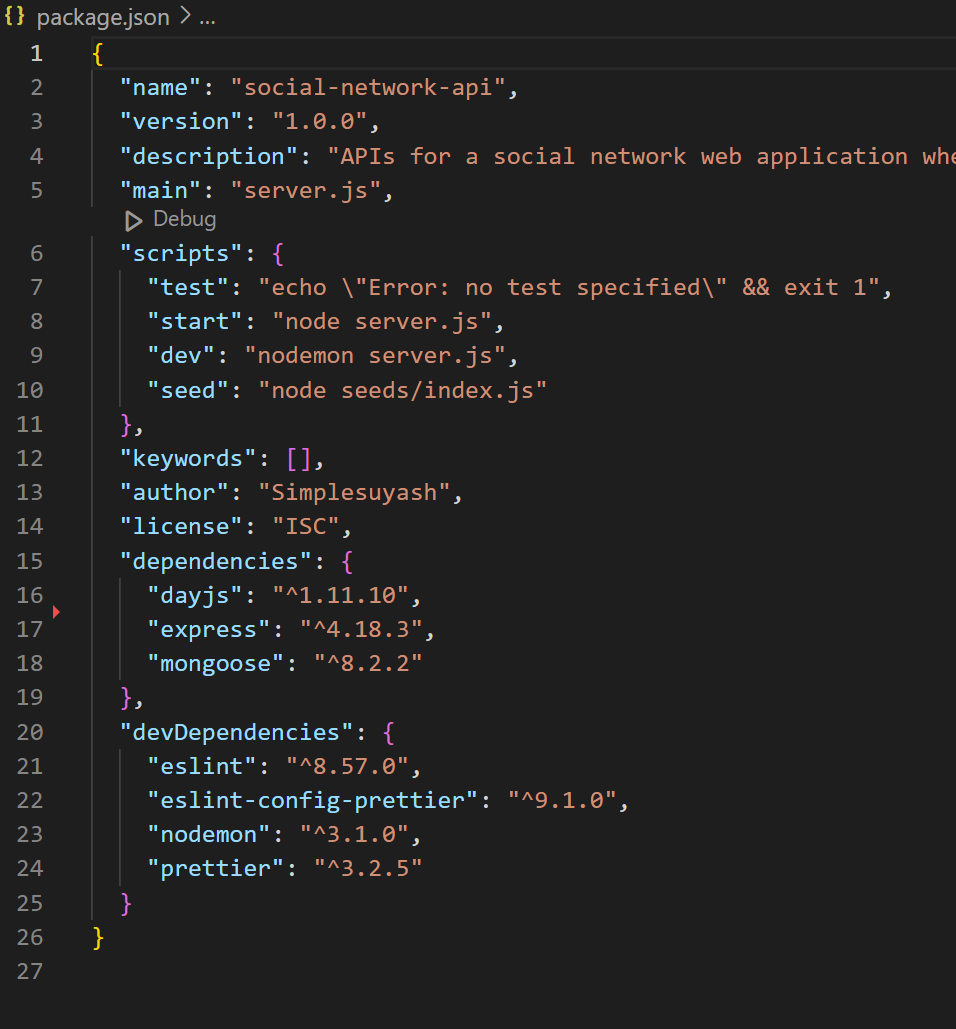 {} package.json > ...
1 {
2 "name": "social-network-api",
3 "version": "1.0.0",
4 "description": "APIs for a social network web application
5 "main": "server.js",
Debug
6 "scripts": {
7 "test": "echo \"Error: no test specified\" && exit 1",
8 "start": "node server.js",
9 "dev": "nodemon server.js",
10 "seed": "node seeds/index.js"
11 },
12 "keywords": [],
13 "author": "Simplesuyash",
14 "license": "ISC",
15 "dependencies": {
16 "dayjs": "^1.11.10",
17 "express": "^4.18.3",
18 "mongoose": "^8.2.2"
19 },
20 "devDependencies": {
21 "eslint": "^8.57.0",
22 "eslint-config-prettier": "^9.1.0",
23 "nodemon": "^3.1.0",
24 "prettier": "^3.2.5"
25 }
26 }
27